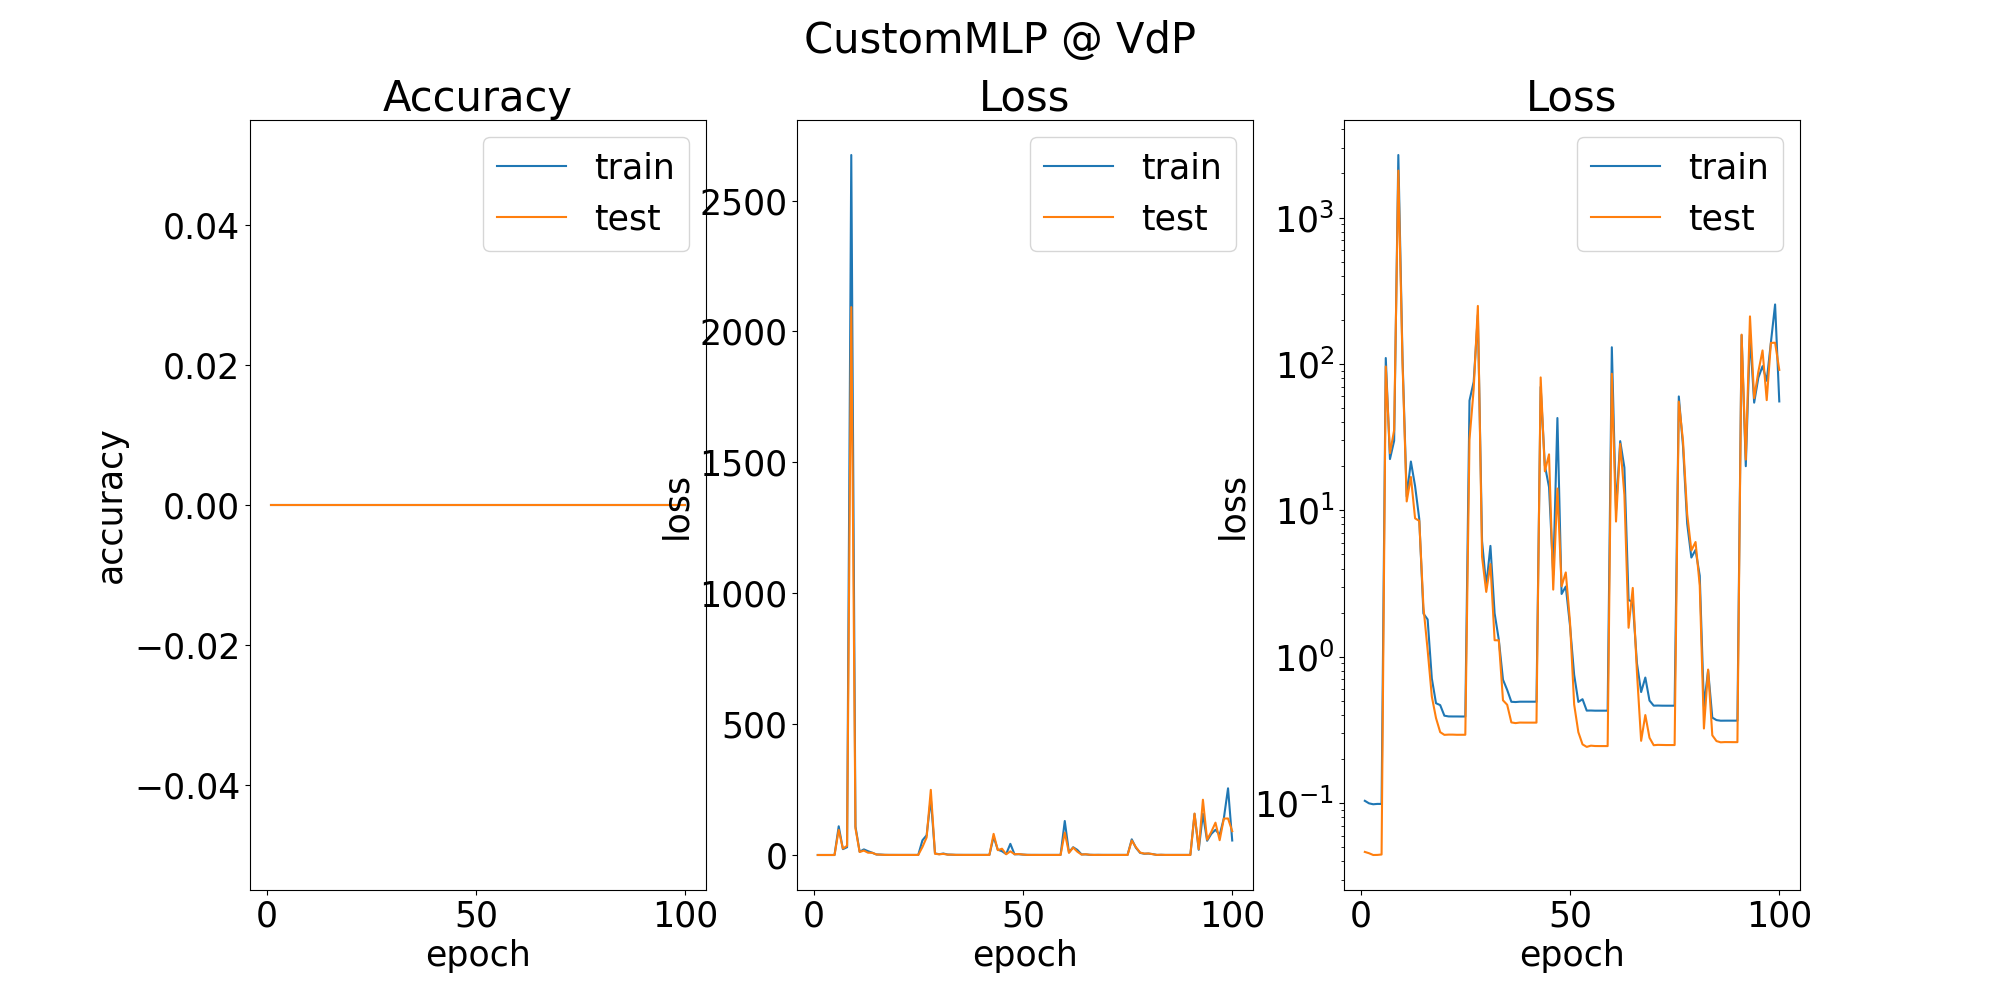 CustomMLP @ VdP
Accuracy
train
test
0.04
0.02
0.00
−0.02
−0.04
accuracy
0
50
100
epoch
Loss
train
test
2500
2000
1500
1000
500
0
loss
0
50
100
epoch
Loss
train
test
10³
10²
10¹
10⁰
10⁻¹
loss
0
50
100
epoch